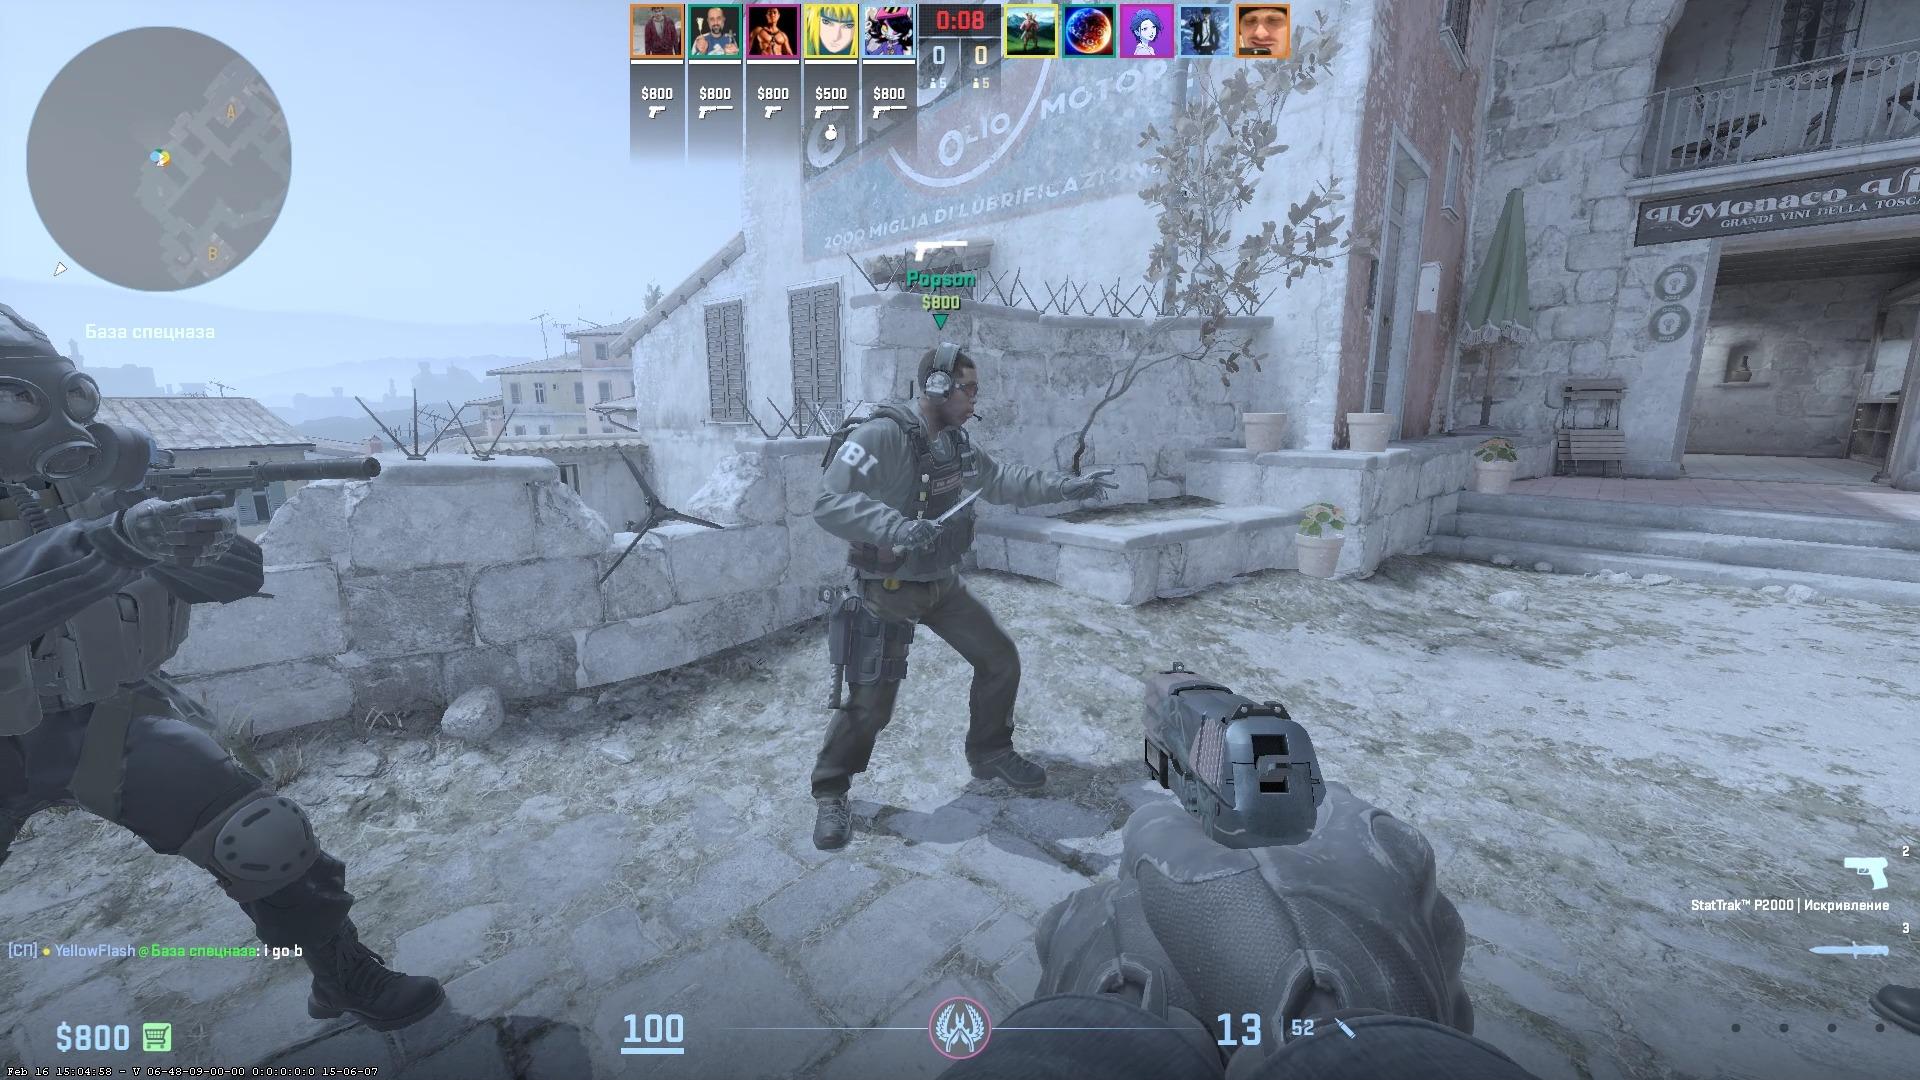 0:08
0 0
5 5
$800 $800 $800 $500 $800
A
B
MOTOR
OLIO
2000 MIGLIA DI LUBRIFICAZIONE
Il Monaco
GRANDI VINI DELLA TOSCA
Popson
$800
База спецназа
FBI
2
StatTrak™ P2000 | Искривление
3
[СП] • YellowFlash @База спецназа: i go b
$800
100
13 52
Feb 16 15:04:58 - V 06-48-09-00-00 0:0:0:0:0 15-06-07